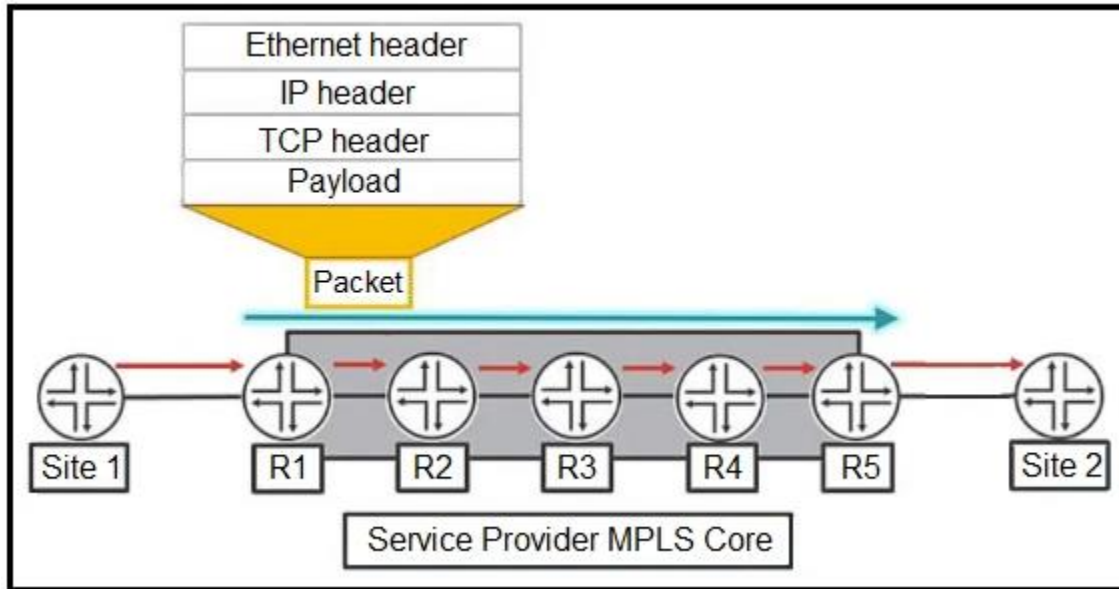 Ethernet header
IP header
TCP header
Payload
Packet
Site 1
R1
R2
R3
R4
R5
Site 2
Service Provider MPLS Core